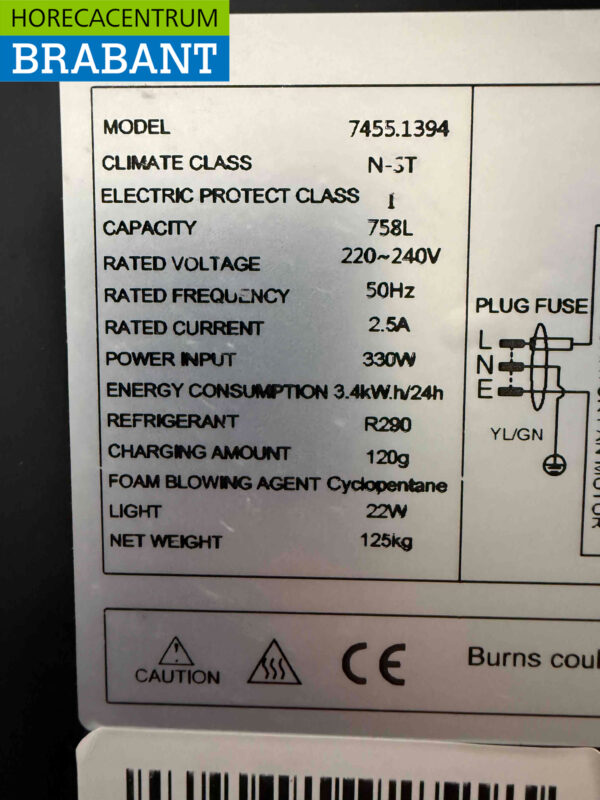 HORECACENTRUM
BRABANT
MODEL 7455.1394
CLIMATE CLASS N-ST
ELECTRIC PROTECT CLASS I
CAPACITY 758L
RATED VOLTAGE 220~240V
RATED FREQUENCY 50Hz
RATED CURRENT 2.5A
POWER INPUT 330W
ENERGY CONSUMPTION 3.4kW.h/24h
REFRIGERANT R290
CHARGING AMOUNT 120g
FOAM BLOWING AGENT Cyclopentane
LIGHT 22W
NET WEIGHT 125kg
PLUG FUSE
L
N
E
YL/GN
MOTOR
CAUTION
CE
Burns